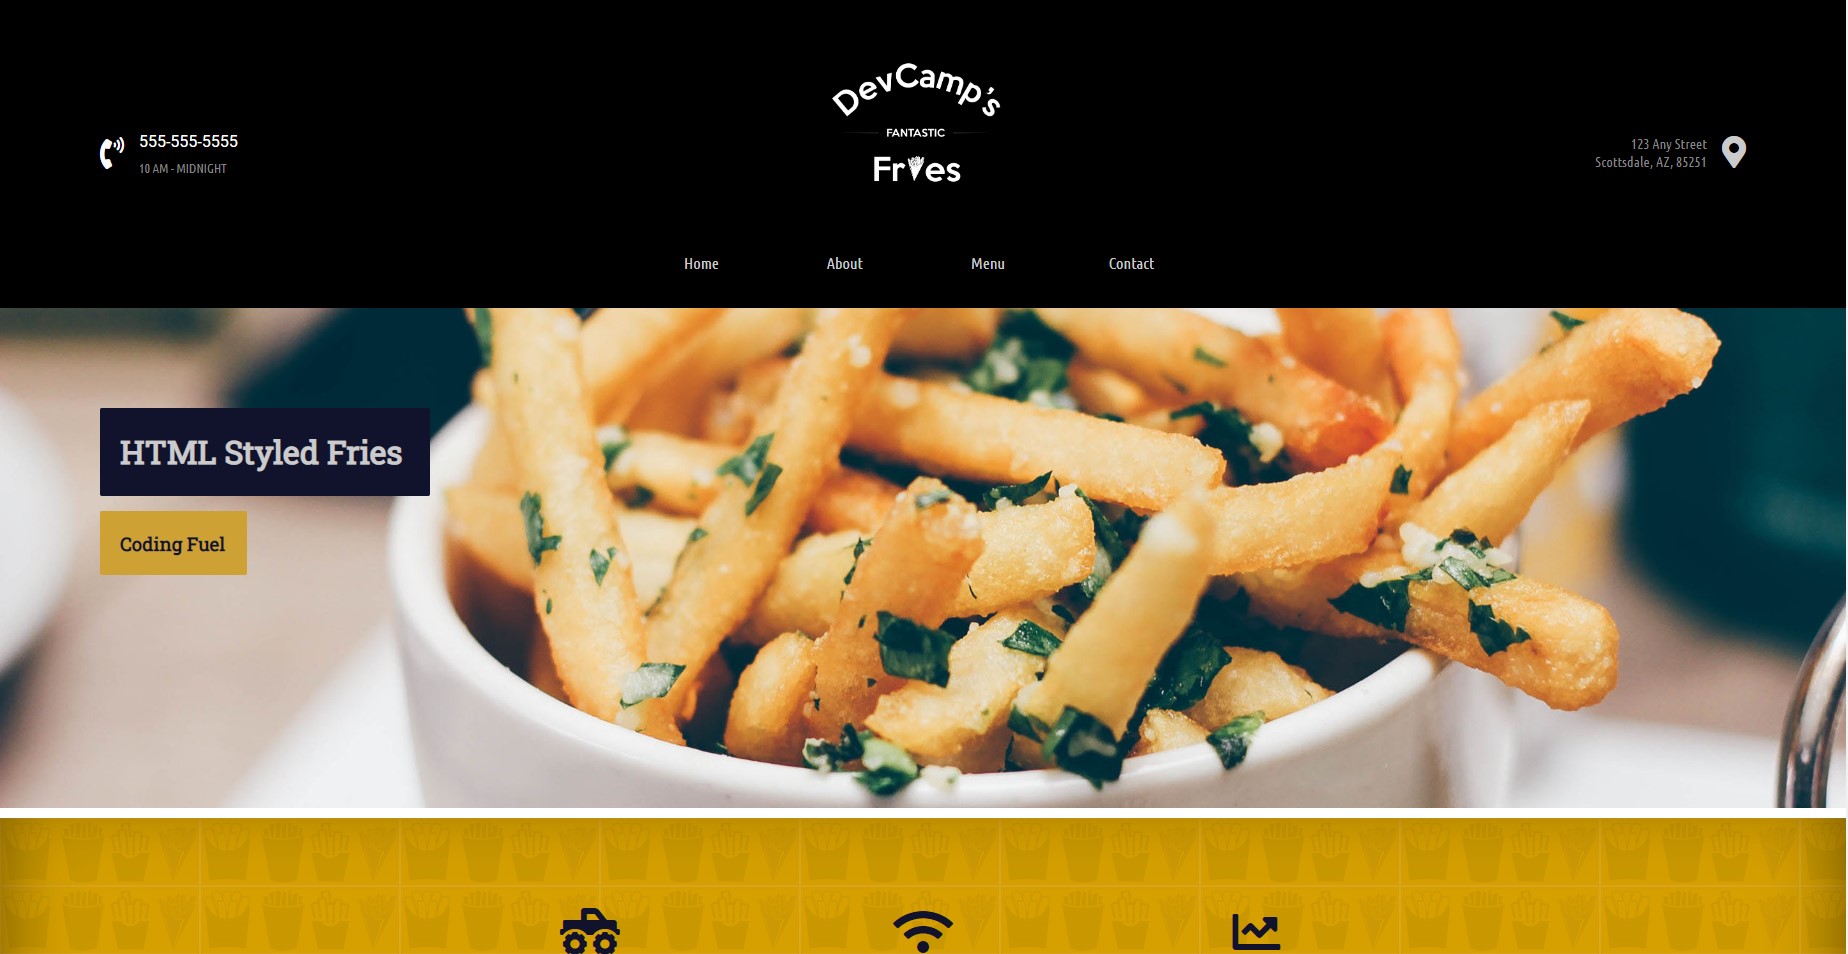 DevCamp's
FANTASTIC
Fries
555-555-5555
10 AM - MIDNIGHT
123 Any Street
Scottsdale, AZ, 85251
Home
About
Menu
Contact
HTML Styled Fries
Coding Fuel